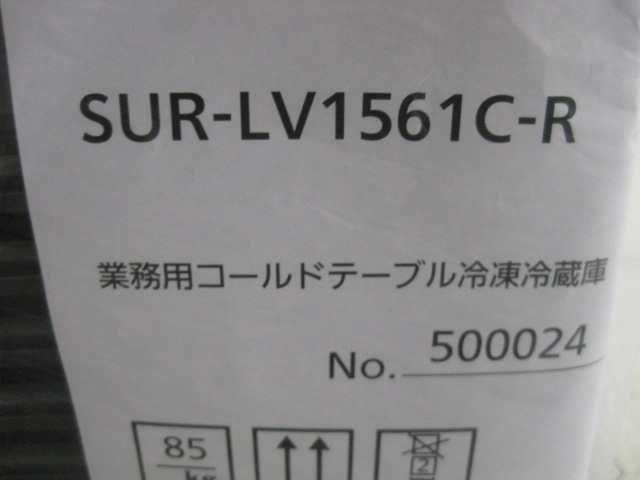 SUR-LV1561C-R
業務用コールドテーブル冷凍冷蔵庫
No. 500024
85
kg
2